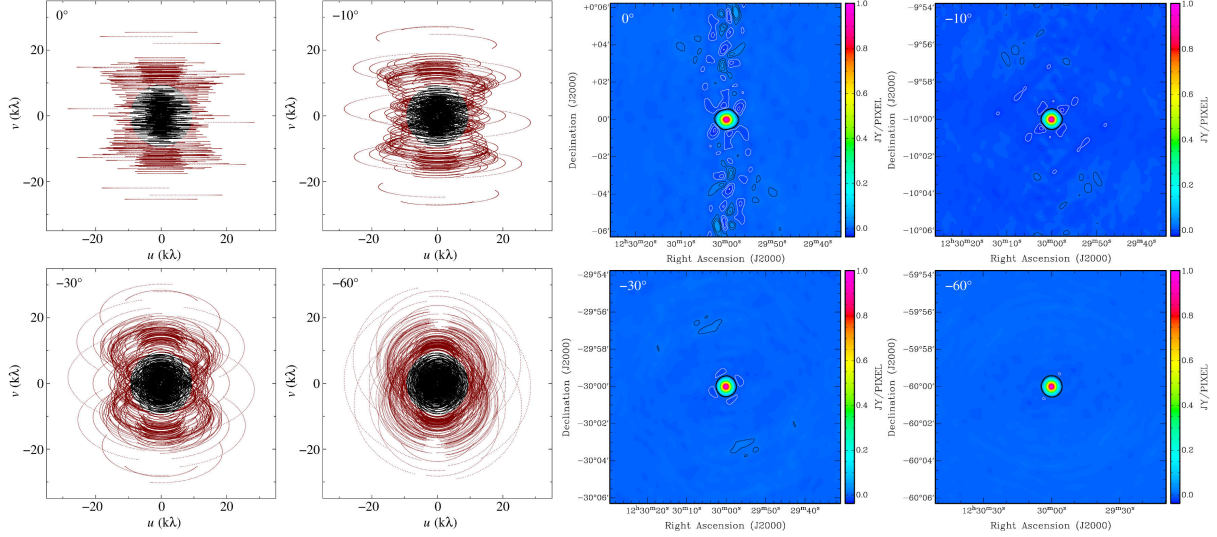 0°
20
0
−20
v (kλ)
−20
0
20
u (kλ)
−10°
20
0
−20
v (kλ)
−20
0
20
u (kλ)
0°
+0°06′
+04′
+02′
00′
−02′
−04′
−0°06′
Declination (J2000)
12ʰ30ᵐ20ˢ
30ᵐ10ˢ
30ᵐ00ˢ
29ᵐ50ˢ
29ᵐ40ˢ
Right Ascension (J2000)
1.0
0.8
0.6
0.4
0.2
0.0
JY/PIXEL
−10°
−9°56′
−9°58′
−10°00′
−10°02′
−10°04′
−10°06′
Declination (J2000)
12ʰ30ᵐ20ˢ
30ᵐ10ˢ
30ᵐ00ˢ
29ᵐ50ˢ
29ᵐ40ˢ
Right Ascension (J2000)
1.0
0.8
0.6
0.4
0.2
0.0
JY/PIXEL
−30°
20
0
−20
v (kλ)
−20
0
20
u (kλ)
−60°
20
0
−20
v (kλ)
−20
0
20
u (kλ)
−30°
−29°54′
−29°56′
−29°58′
−30°00′
−30°02′
−30°04′
−30°06′
Declination (J2000)
12ʰ30ᵐ20ˢ
30ᵐ10ˢ
30ᵐ00ˢ
29ᵐ50ˢ
29ᵐ40ˢ
Right Ascension (J2000)
1.0
0.8
0.6
0.4
0.2
0.0
JY/PIXEL
−60°
−59°54′
−59°56′
−59°58′
−60°00′
−60°02′
−60°04′
−60°06′
Declination (J2000)
12ʰ30ᵐ30ˢ
30ᵐ00ˢ
29ᵐ30ˢ
Right Ascension (J2000)
1.0
0.8
0.6
0.4
0.2
0.0
JY/PIXEL